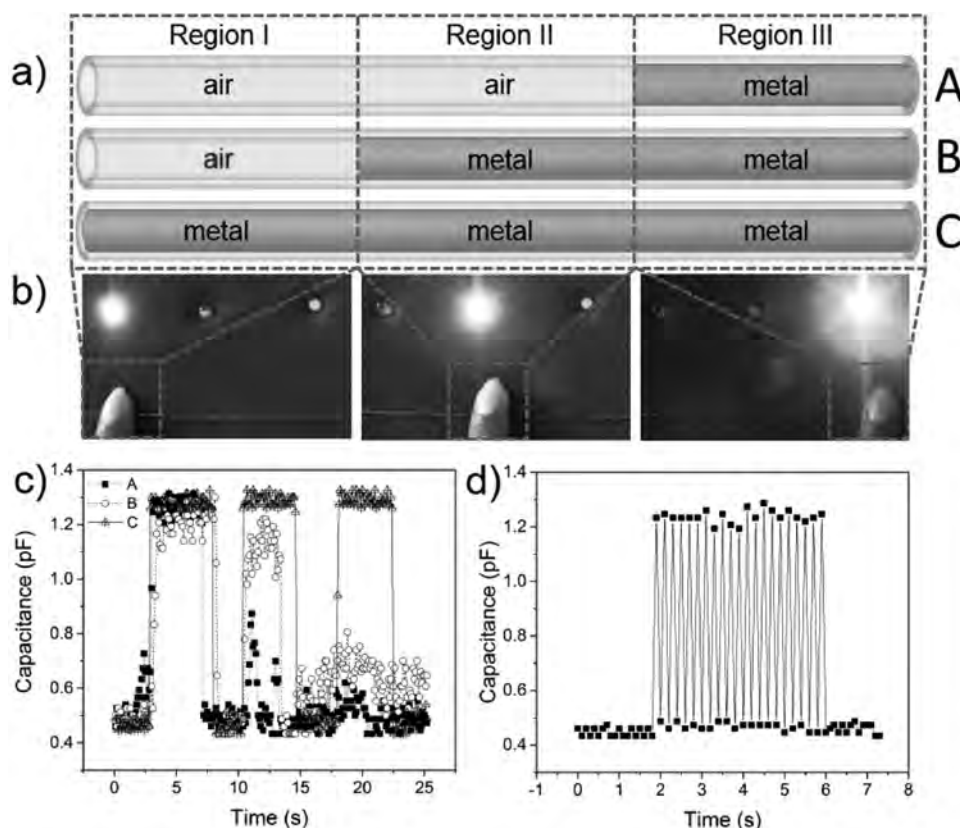 Region I Region II Region III
a) air air metal A
air metal metal B
metal metal metal C
b)
c) d)
1.4 1.4
A
B
C
1.2 1.2
1.0 1.0
0.8 0.8
0.6 0.6
0.4 0.4
Capacitance (pF) Capacitance (pF)
0 5 10 15 20 25 -1 0 1 2 3 4 5 6 7 8
Time (s) Time (s)